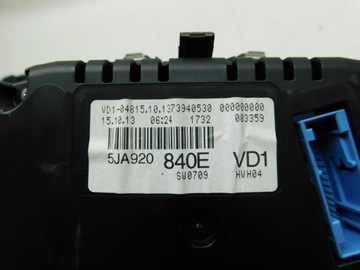 VD1-04815.10.1373940530 000000000
15.10.13 06:24 1732 003359
5JA920 840E VD1
SW0709 HWH04